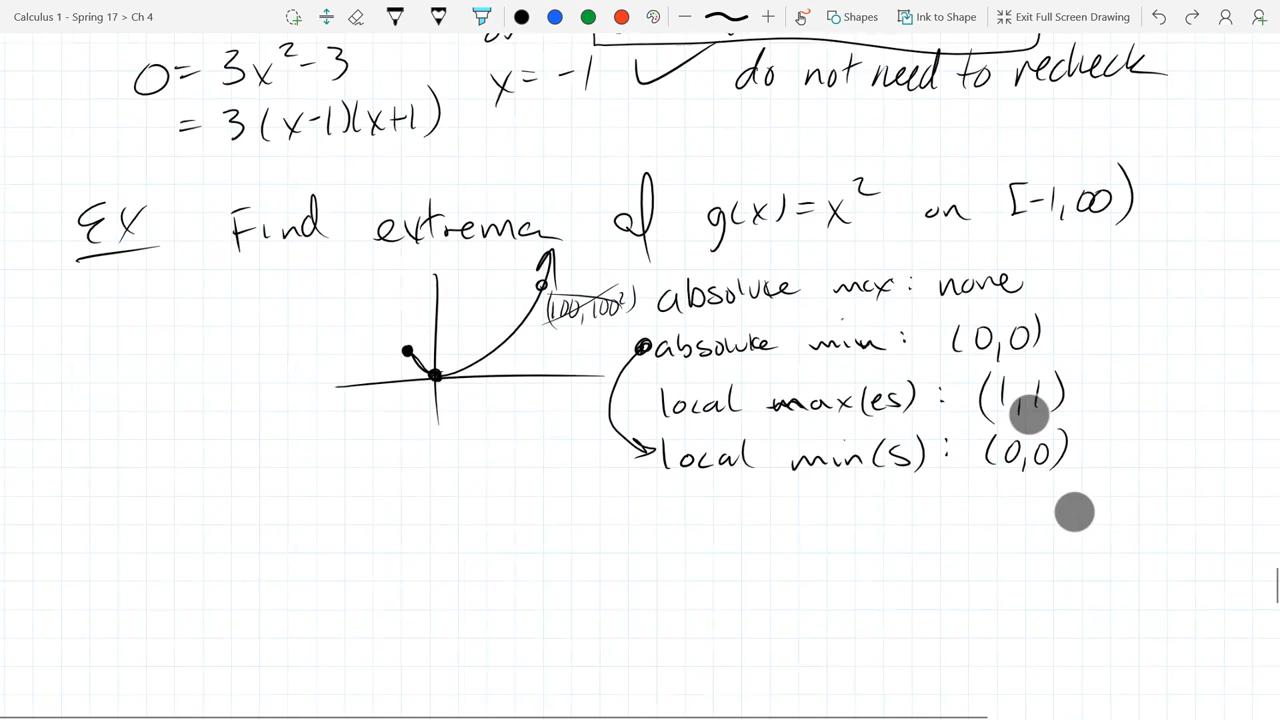 Calculus 1 - Spring 17 > Ch 4
Shapes
Ink to Shape
Exit Full Screen Drawing
0 = 3x² - 3
= 3(x-1)(x+1)
x = -1 ✓
do not need to recheck
Ex Find extrema of g(x) = x² on [-1,∞)
(100,100²)
absolute max: none
absolute min: (0,0)
local max(es): (1,1)
local min(s): (0,0)